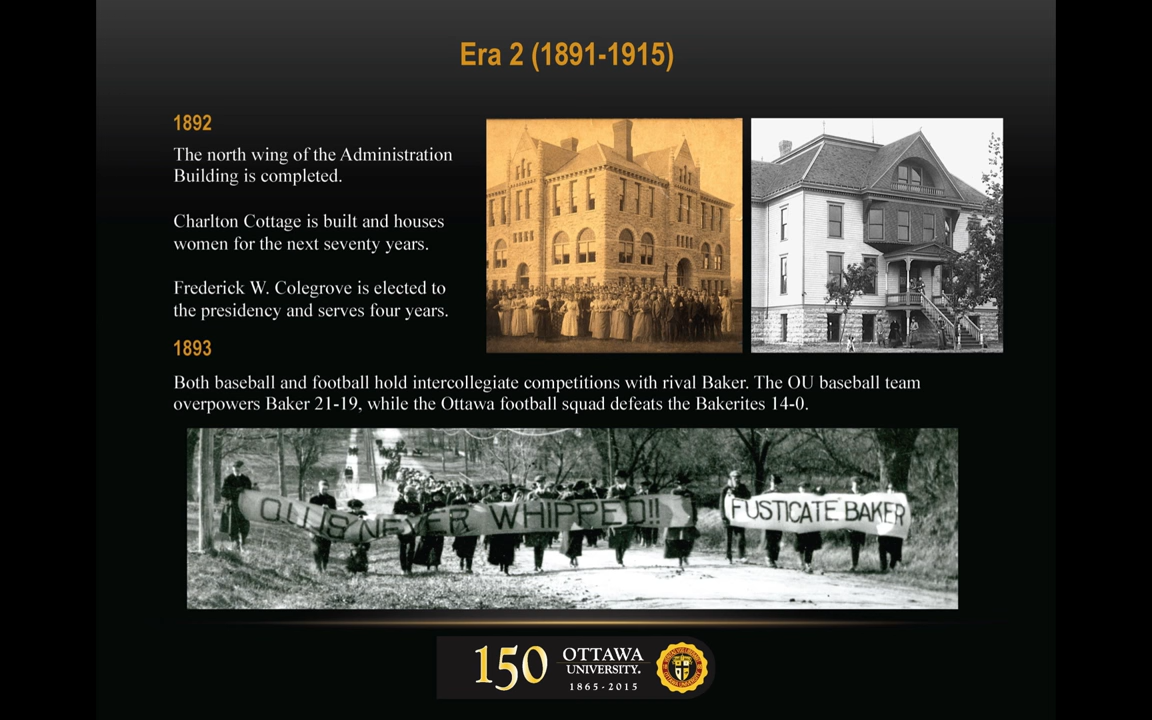 Era 2 (1891-1915)
1892
The north wing of the Administration
Building is completed.
Charlton Cottage is built and houses
women for the next seventy years.
Frederick W. Colegrove is elected to
the presidency and serves four years.
1893
Both baseball and football hold intercollegiate competitions with rival Baker. The OU baseball team
overpowers Baker 21-19, while the Ottawa football squad defeats the Bakerites 14-0.
O.U. IS NEVER WHIPPED!!
FUSTICATE BAKER
150 OTTAWA
UNIVERSITY.
1865-2015